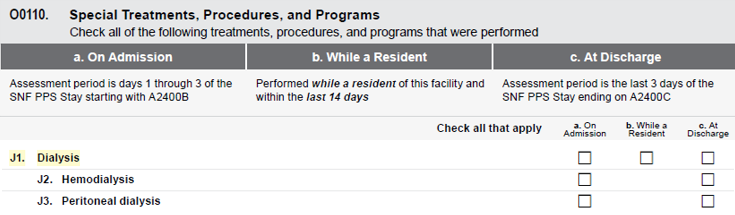 O0110. Special Treatments, Procedures, and Programs
Check all of the following treatments, procedures, and programs that were performed
a. On Admission b. While a Resident c. At Discharge
Assessment period is days 1 through 3 of the Performed while a resident of this facility and Assessment period is the last 3 days of the
SNF PPS Stay starting with A2400B within the last 14 days SNF PPS Stay ending on A2400C
Check all that apply a. On Admission b. While a Resident c. At Discharge
J1. Dialysis
J2. Hemodialysis
J3. Peritoneal dialysis